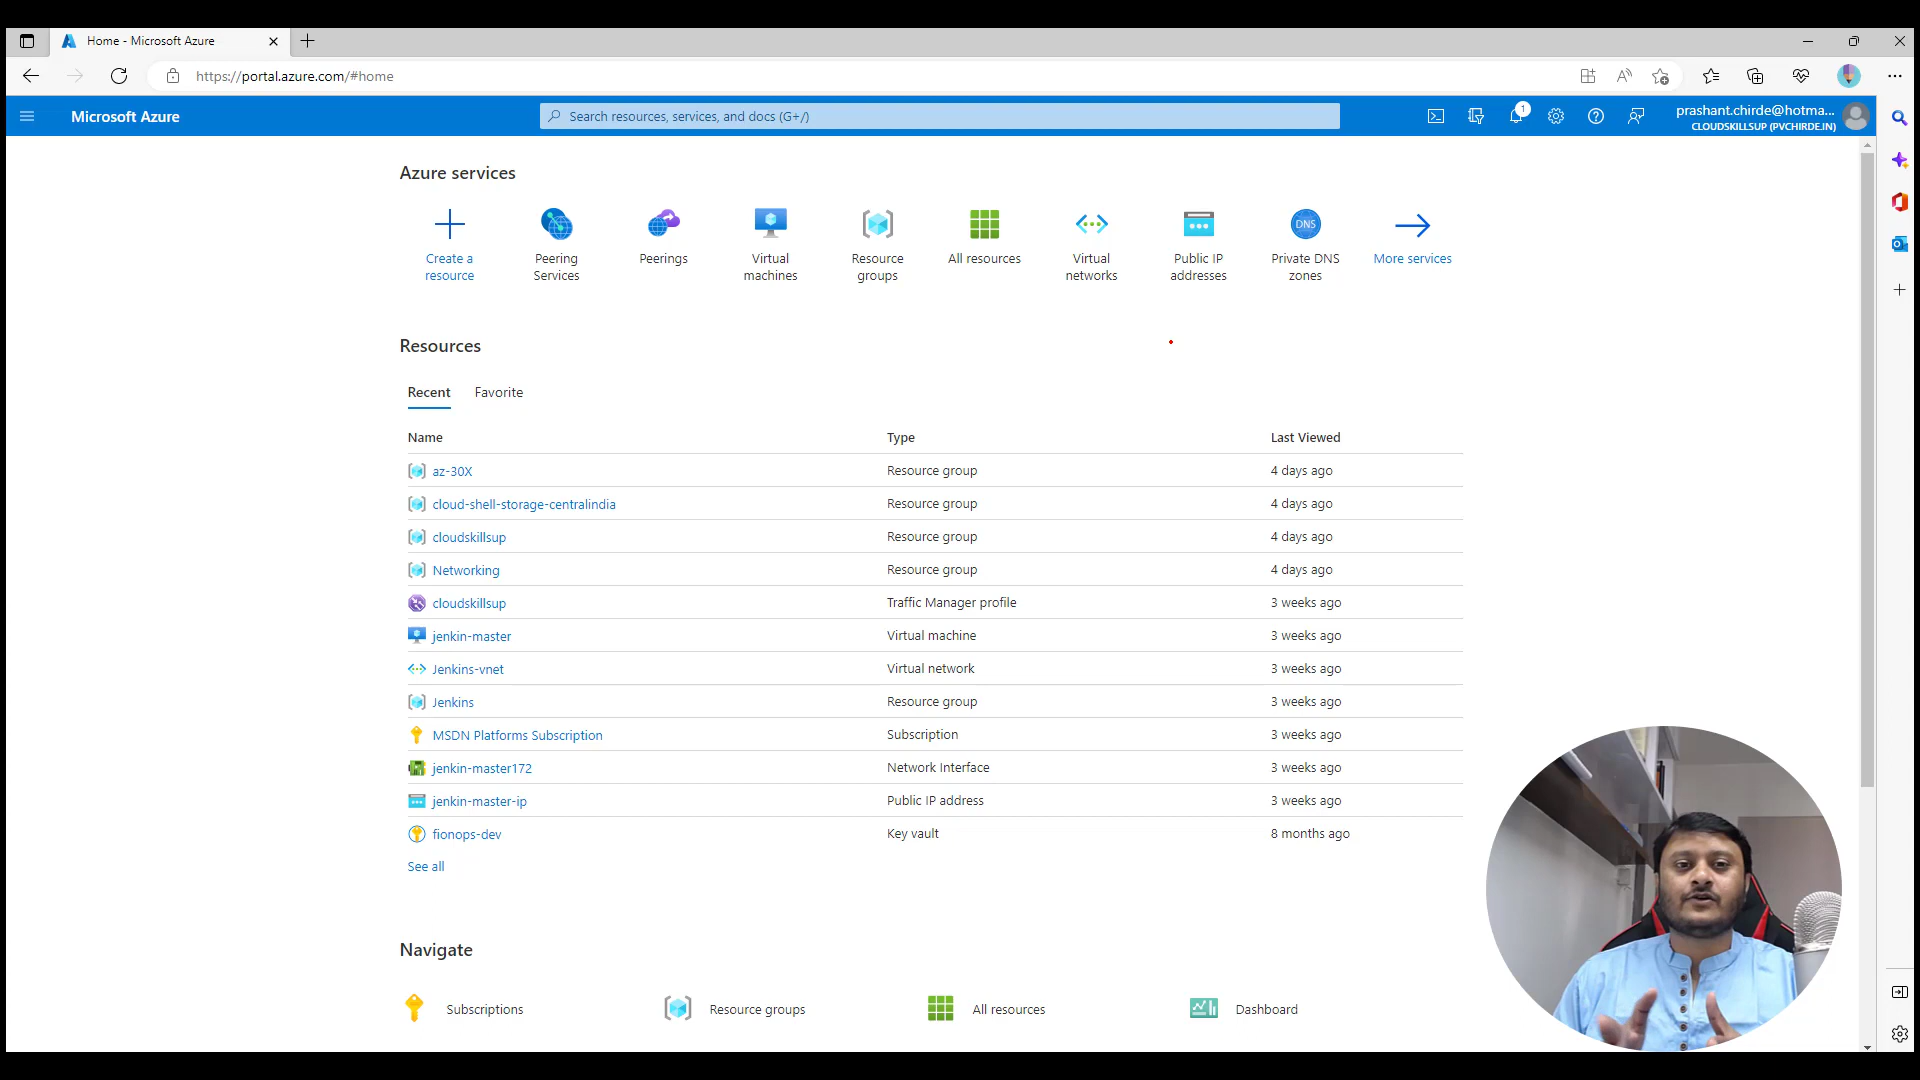 Home - Microsoft Azure
https://portal.azure.com/#home
Microsoft Azure
Search resources, services, and docs (G+/)
1
prashant.chirde@hotma...
CLOUDSKILLSUP (PVCHIRDE.IN)
Azure services
Create a
resource
Peering
Services
Peerings
Virtual
machines
Resource
groups
All resources
Virtual
networks
Public IP
addresses
DNS
Private DNS
zones
More services
Resources
Recent Favorite
Name Type Last Viewed
az-30X Resource group 4 days ago
cloud-shell-storage-centralindia Resource group 4 days ago
cloudskillsup Resource group 4 days ago
Networking Resource group 4 days ago
cloudskillsup Traffic Manager profile 3 weeks ago
jenkin-master Virtual machine 3 weeks ago
Jenkins-vnet Virtual network 3 weeks ago
Jenkins Resource group 3 weeks ago
MSDN Platforms Subscription Subscription 3 weeks ago
jenkin-master172 Network Interface 3 weeks ago
jenkin-master-ip Public IP address 3 weeks ago
fionops-dev Key vault 8 months ago
See all
Navigate
Subscriptions Resource groups All resources Dashboard